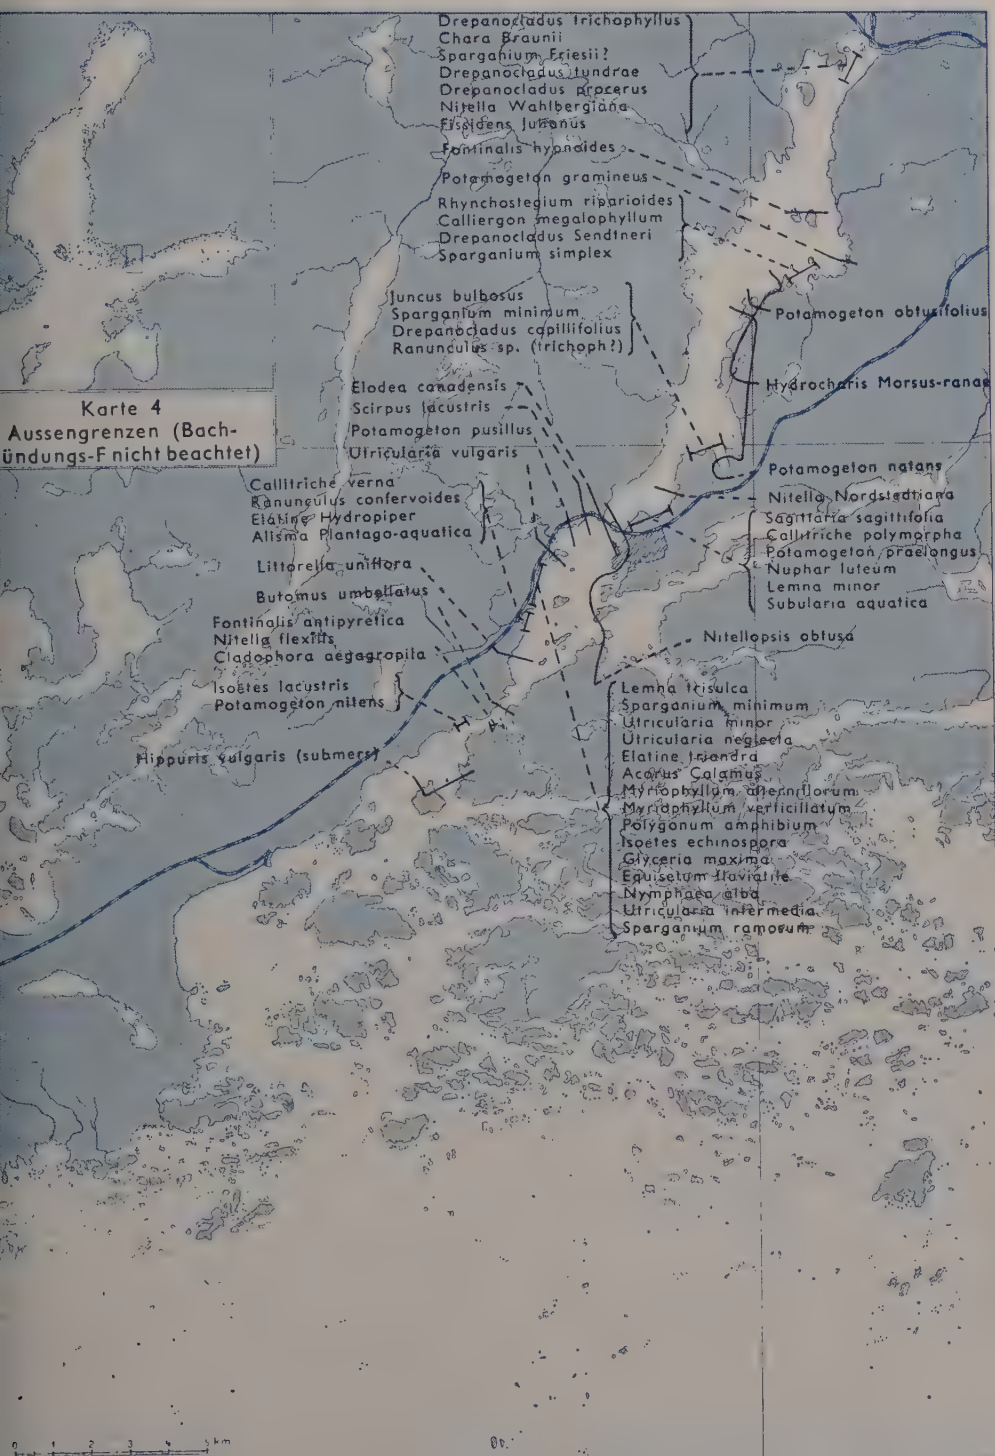 Drepanocladus trichophyllus
Chara Braunii
Sparganium Friesii?
Drepanocladus tundrae
Drepanocladus procerus
Nitella Wahlbergiana
Fissidens Julianus
Fontinalis hypnoides
Potamogeton gramineus
Rhynchostegium riparioides
Calliergon megalophyllum
Drepanocladus Sendtneri
Sparganium simplex
Juncus bulbosus
Sparganium minimum
Drepanocladus capillifolius
Ranunculus sp. (trichoph?)
Potamogeton obtusifolius
Hydrocharis Morsus-ranae
Elodea canadensis
Scirpus lacustris
Potamogeton pusillus
Utricularia vulgaris
Karte 4
Aussengrenzen (Bach-
ündungs-F nicht beachtet)
Potamogeton natans
Nitella Nordstedtiana
Sagittaria sagittifolia
Callitriche polymorpha
Potamogeton praelongus
Nuphar luteum
Lemna minor
Subularia aquatica
Callitriche verna
Ranunculus confervoides
Elatine Hydropiper
Alisma Plantago-aquatica
Littorella uniflora
Butomus umbellatus
Fontinalis antipyretica
Nitella flexilis
Cladophora aegagropila
Isoëtes lacustris
Potamogeton nitens
Hippuris vulgaris (submers)
Nitellopsis obtusa
Lemna trisulca
Sparganium minimum
Utricularia minor
Utricularia neglecta
Elatine triandra
Acorus Calamus
Myriophyllum alterniflorum
Myriophyllum verticillatum
Polygonum amphibium
Isoëtes echinospora
Glyceria maxima
Equisetum fluviatile
Nymphaea alba
Utricularia intermedia
Sparganium ramosum
0 1 2 3 4 5 km